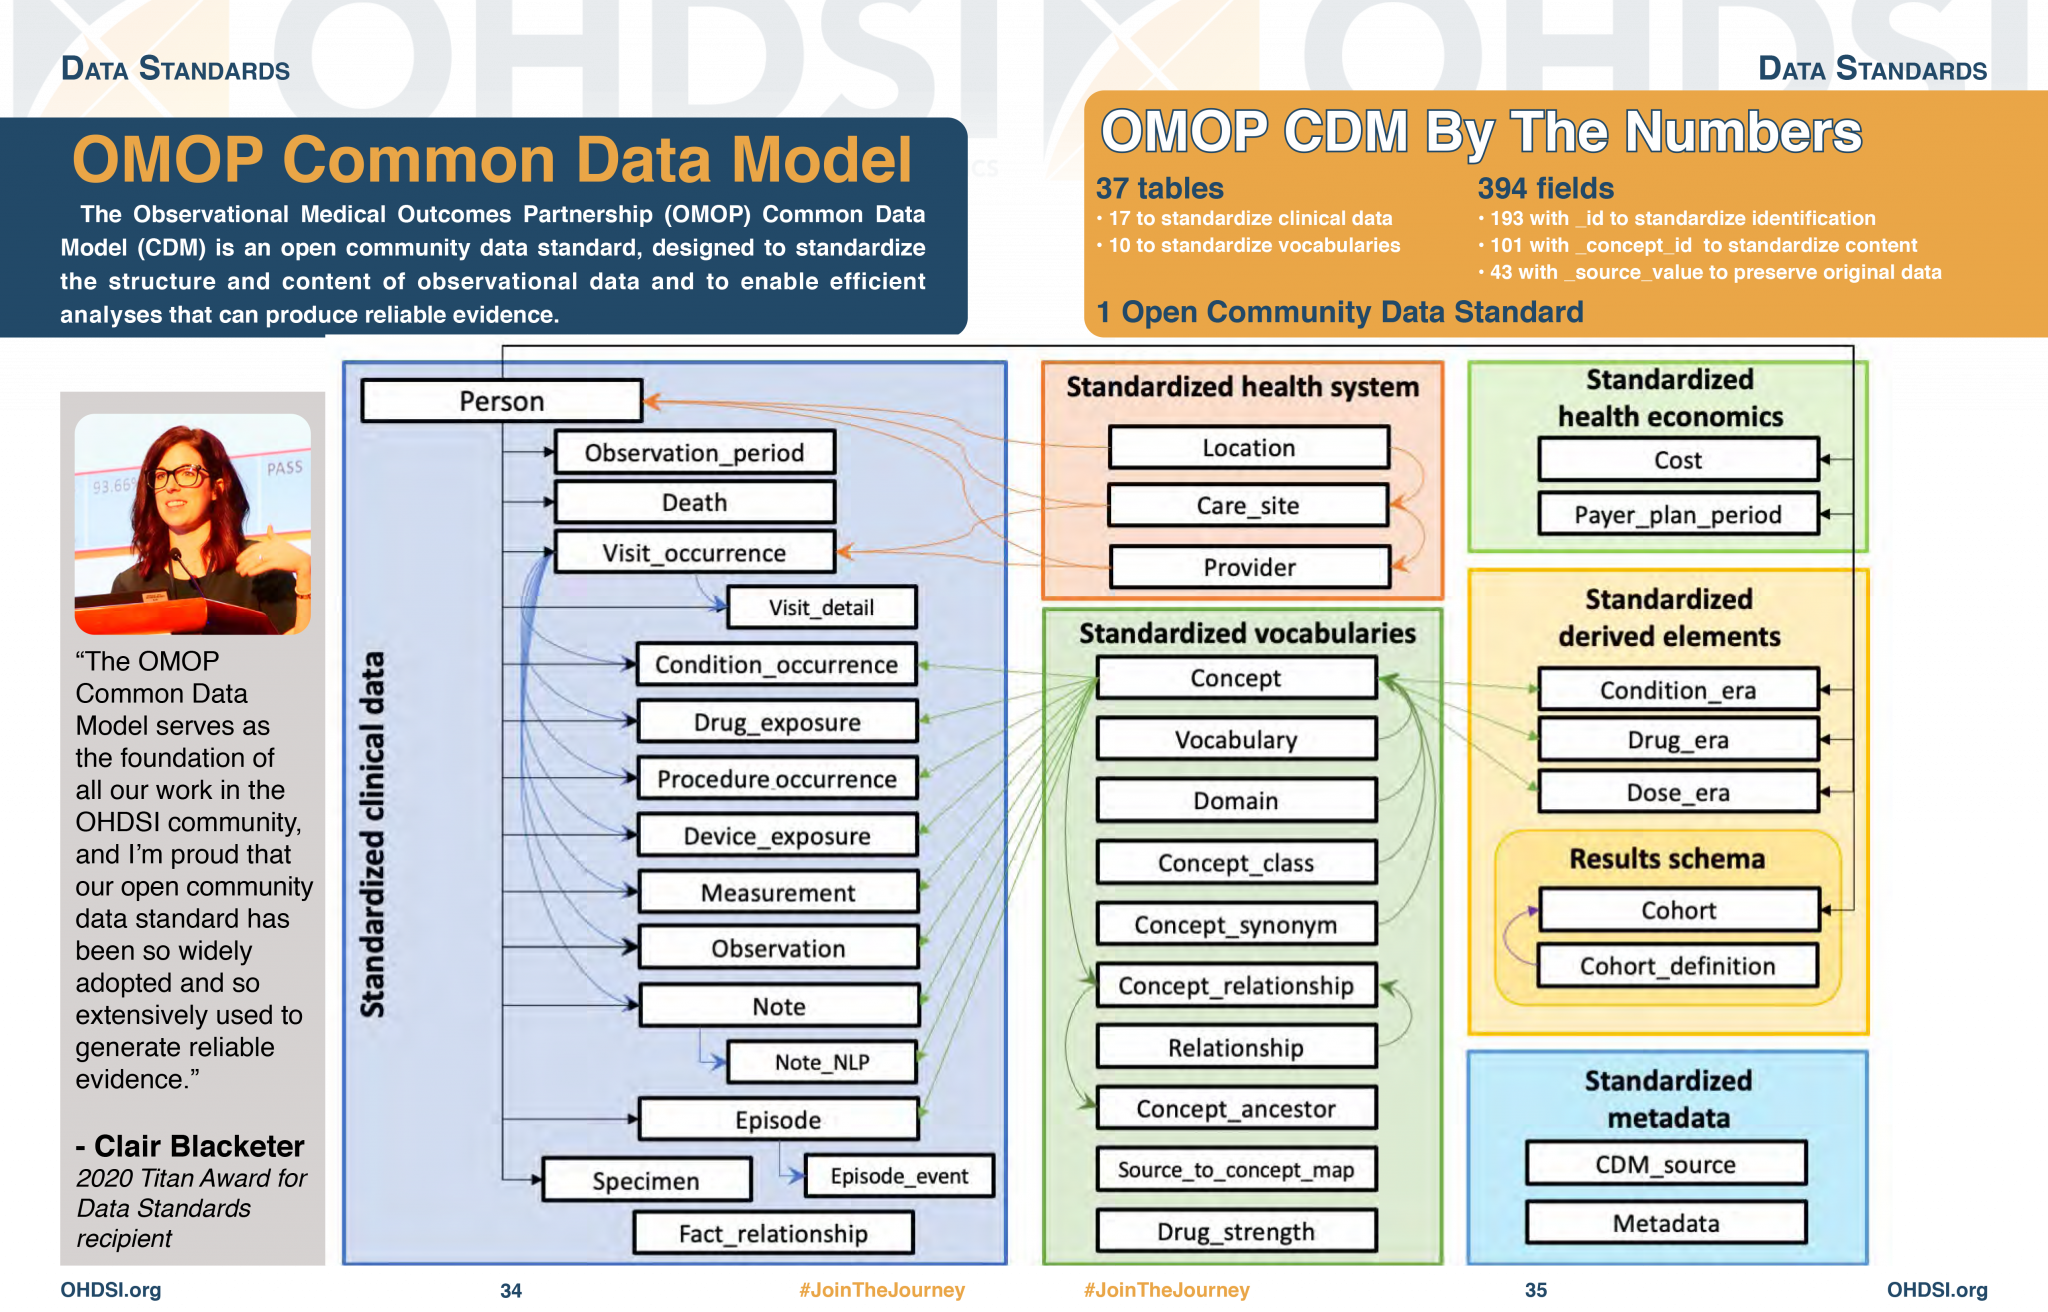 OHDSI
OHDSI
DATA STANDARDS
DATA STANDARDS
OMOP Common Data Model
The Observational Medical Outcomes Partnership (OMOP) Common Data
Model (CDM) is an open community data standard, designed to standardize
the structure and content of observational data and to enable efficient
analyses that can produce reliable evidence.
OMOP CDM By The Numbers
CS
37 tables
• 17 to standardize clinical data
• 10 to standardize vocabularies
394 fields
• 193 with _id to standardize identification
• 101 with _concept_id to standardize content
• 43 with _source_value to preserve original data
1 Open Community Data Standard
93.66%
PASS
“The OMOP
Common Data
Model serves as
the foundation of
all our work in the
OHDSI community,
and I’m proud that
our open community
data standard has
been so widely
adopted and so
extensively used to
generate reliable
evidence.”
- Clair Blacketer
2020 Titan Award for
Data Standards
recipient
Standardized clinical data
Person
Observation_period
Death
Visit_occurrence
Visit_detail
Condition_occurrence
Drug_exposure
Procedure_occurrence
Device_exposure
Measurement
Observation
Note
Note_NLP
Episode
Specimen
Episode_event
Fact_relationship
Standardized health system
Location
Care_site
Provider
Standardized vocabularies
Concept
Vocabulary
Domain
Concept_class
Concept_synonym
Concept_relationship
Relationship
Concept_ancestor
Source_to_concept_map
Drug_strength
Standardized
health economics
Cost
Payer_plan_period
Standardized
derived elements
Condition_era
Drug_era
Dose_era
Results schema
Cohort
Cohort_definition
Standardized
metadata
CDM_source
Metadata
OHDSI.org
34
#JoinTheJourney
#JoinTheJourney
35
OHDSI.org